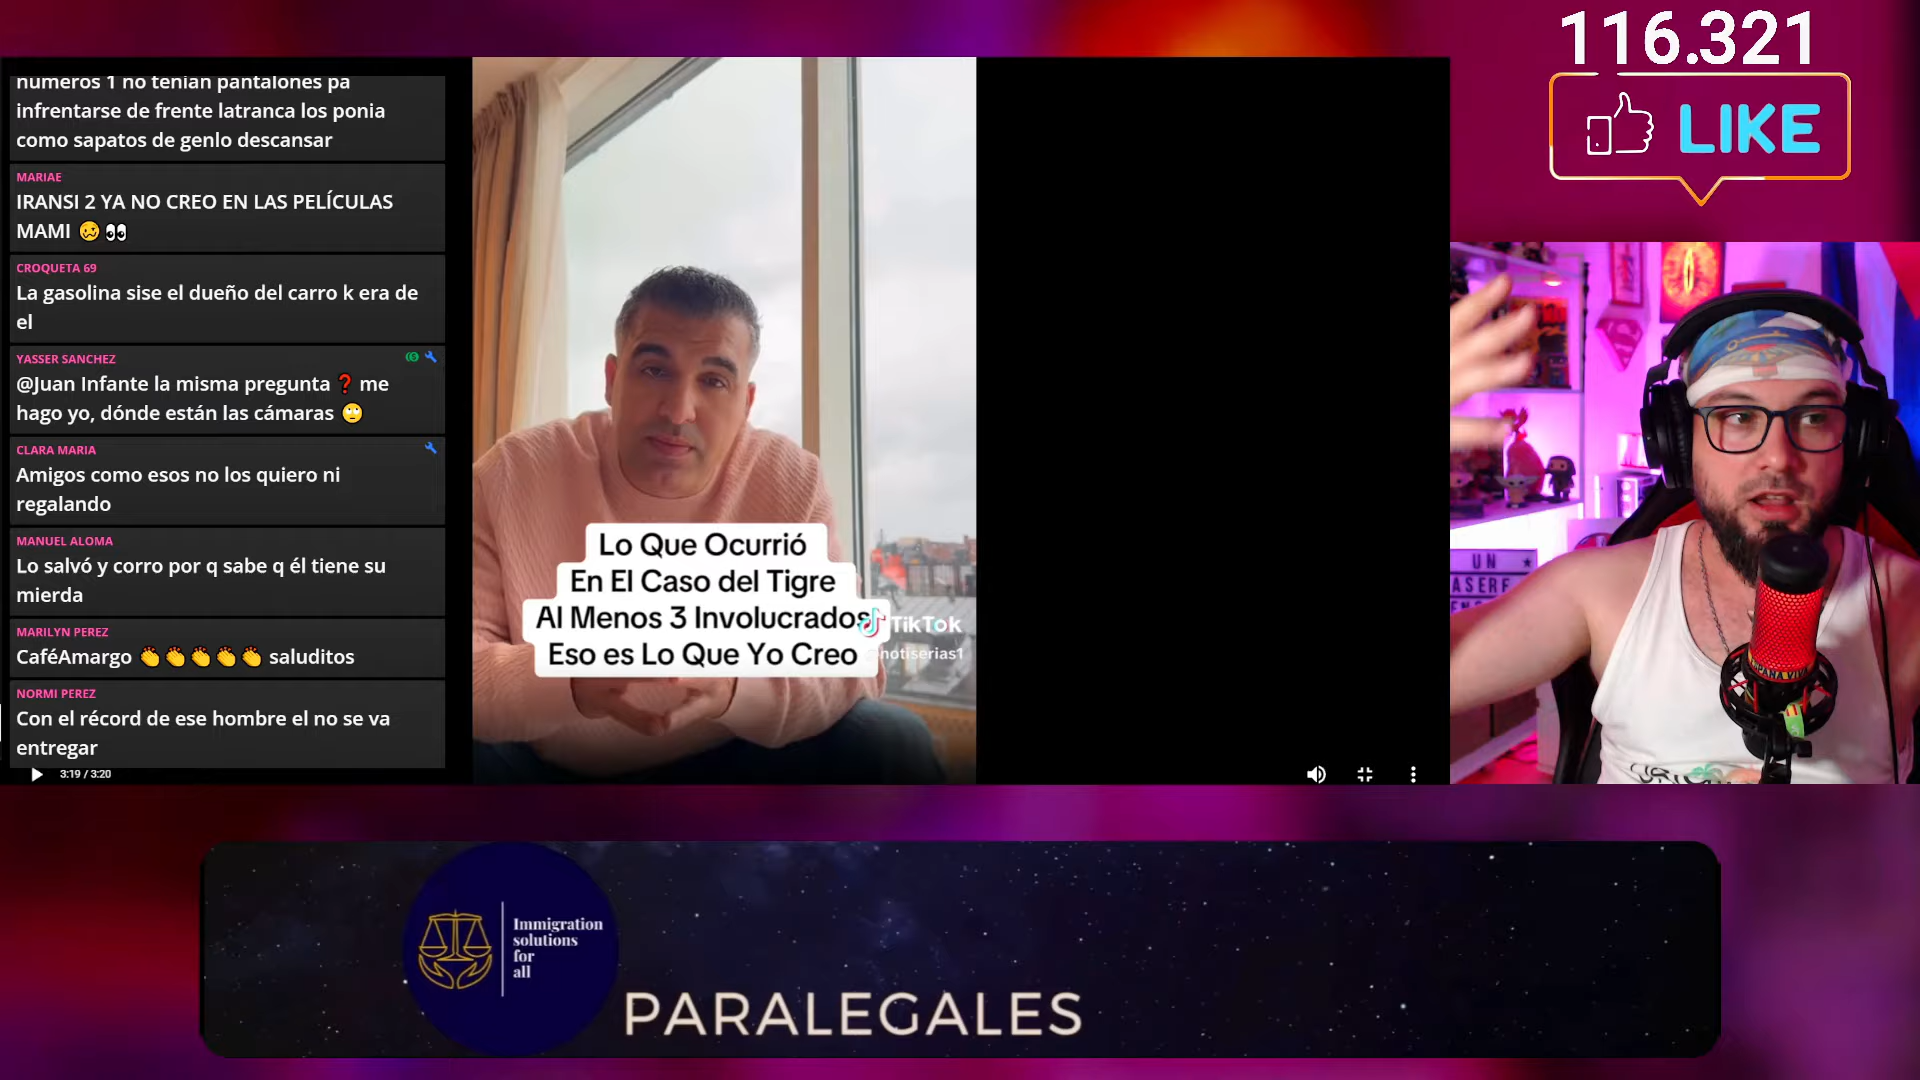 numeros 1 no tenian pantalones pa
infrentarse de frente latranca los ponia
como sapatos de genlo descansar
MARIAE
IRANSI 2 YA NO CREO EN LAS PELÍCULAS
MAMI 🥴 👀
CROQUETA 69
La gasolina sise el dueño del carro k era de
el
YASSER SANCHEZ
@Juan Infante la misma pregunta ❓ me
hago yo, dónde están las cámaras 🙄
CLARA MARIA
Amigos como esos no los quiero ni
regalando
MANUEL ALOMA
Lo salvó y corro por q sabe q él tiene su
mierda
MARILYN PEREZ
CaféAmargo 👏👏👏👏👏 saluditos
NORMI PEREZ
Con el récord de ese hombre el no se va
entregar
3:19 / 3:20
Lo Que Ocurrió
En El Caso del Tigre
Al Menos 3 Involucrados
Eso es Lo Que Yo Creo
TikTok
notiserias1
116.321
LIKE
UN
ASERE
ESPAÑA VIVA
Immigration
solutions
for
all
PARALEGALES